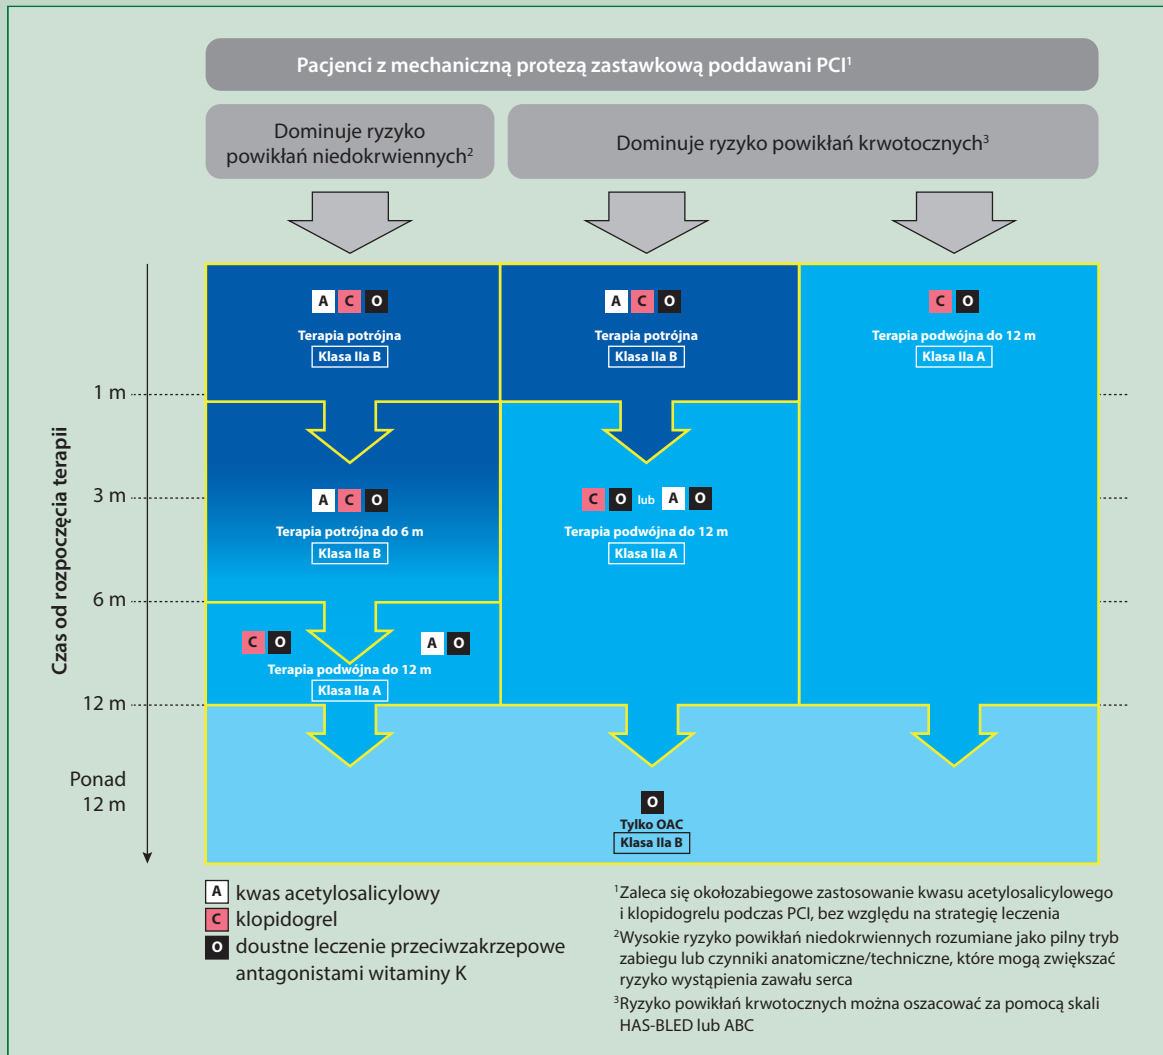 Pacjenci z mechaniczną protezą zastawkową poddawani PCI¹
Dominuje ryzyko
powikłań niedokrwiennych²
Dominuje ryzyko powikłań krwotocznych³
Czas od rozpoczęcia terapii
1 m
3 m
6 m
12 m
Ponad
12 m
A C O
Terapia potrójna
Klasa IIa B
A C O
Terapia potrójna
Klasa IIa B
C O
Terapia podwójna do 12 m
Klasa IIa A
A C O
Terapia potrójna do 6 m
Klasa IIa B
C O lub A O
Terapia podwójna do 12 m
Klasa IIa A
C O A O
Terapia podwójna do 12 m
Klasa IIa A
O
Tylko OAC
Klasa IIa B
A kwas acetylosalicylowy
C klopidogrel
O doustne leczenie przeciwzakrzepowe
antagonistami witaminy K
¹Zaleca się okołozabiegowe zastosowanie kwasu acetylosalicylowego
i klopidogrelu podczas PCI, bez względu na strategię leczenia
²Wysokie ryzyko powikłań niedokrwiennych rozumiane jako pilny tryb
zabiegu lub czynniki anatomiczne/techniczne, które mogą zwiększać
ryzyko wystąpienia zawału serca
³Ryzyko powikłań krwotocznych można oszacować za pomocą skali
HAS-BLED lub ABC